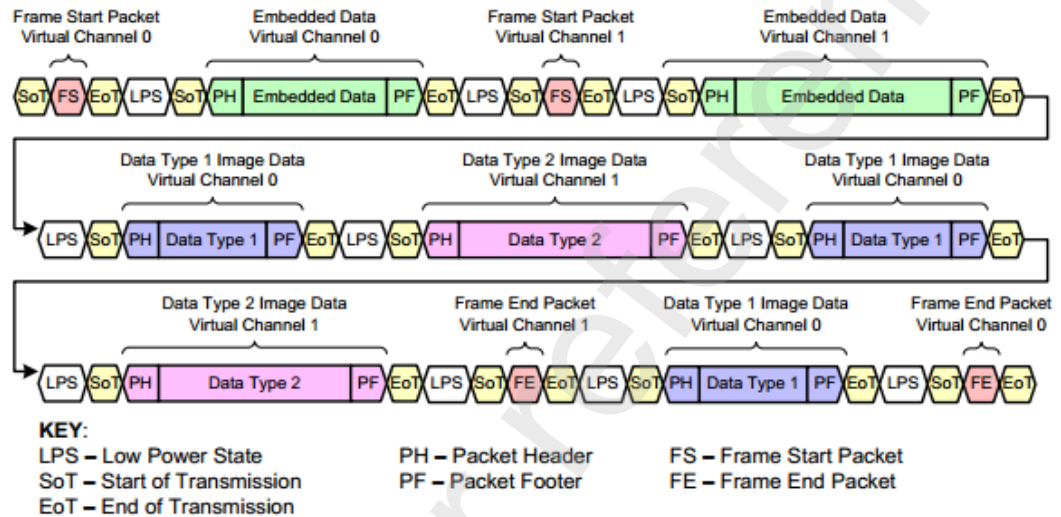 Frame Start Packet
Virtual Channel 0
Embedded Data
Virtual Channel 0
Frame Start Packet
Virtual Channel 1
Embedded Data
Virtual Channel 1
SoT FS EoT LPS SoT PH Embedded Data PF EoT LPS SoT FS EoT LPS SoT PH Embedded Data PF EoT
Data Type 1 Image Data
Virtual Channel 0
Data Type 2 Image Data
Virtual Channel 1
Data Type 1 Image Data
Virtual Channel 0
LPS SoT PH Data Type 1 PF EoT LPS SoT PH Data Type 2 PF EoT LPS SoT PH Data Type 1 PF EoT
Data Type 2 Image Data
Virtual Channel 1
Frame End Packet
Virtual Channel 1
Data Type 1 Image Data
Virtual Channel 0
Frame End Packet
Virtual Channel 0
LPS SoT PH Data Type 2 PF EoT LPS SoT FE EoT LPS SoT PH Data Type 1 PF EoT LPS SoT FE EoT
KEY:
LPS – Low Power State
PH – Packet Header
FS – Frame Start Packet
SoT – Start of Transmission
PF – Packet Footer
FE – Frame End Packet
EoT – End of Transmission